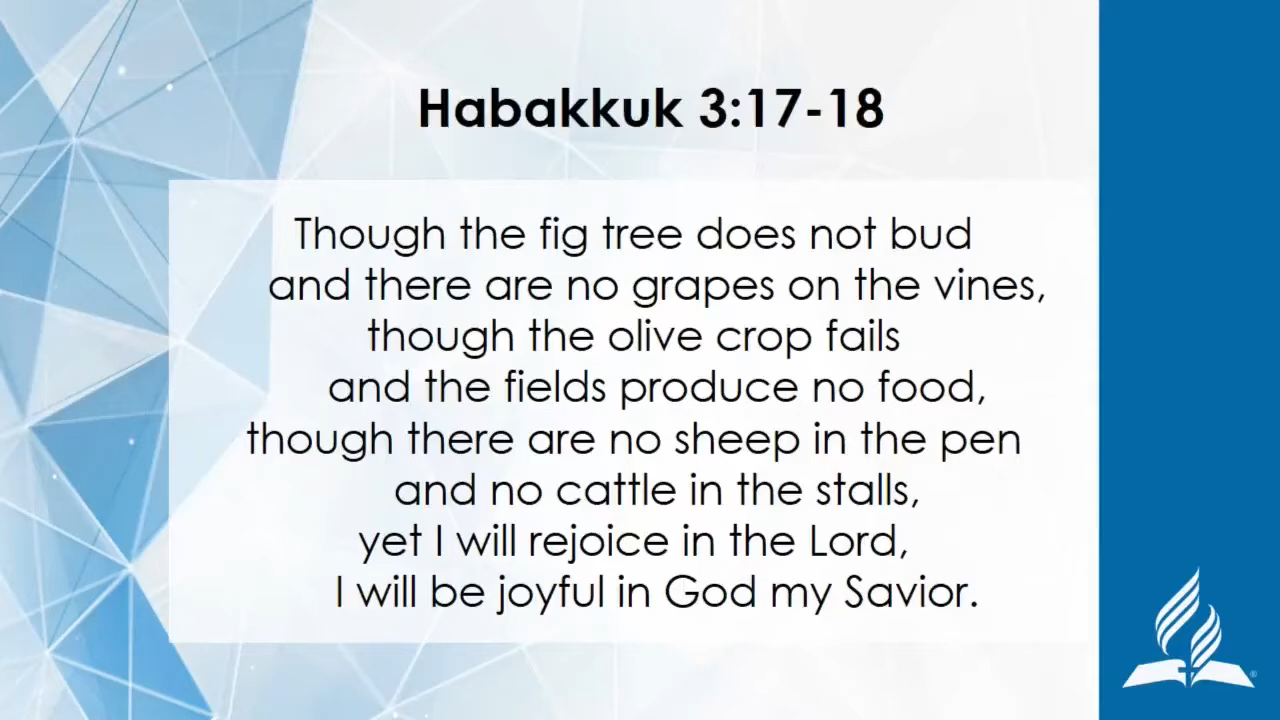 Habakkuk 3:17-18
Though the fig tree does not bud
and there are no grapes on the vines,
though the olive crop fails
and the fields produce no food,
though there are no sheep in the pen
and no cattle in the stalls,
yet I will rejoice in the Lord,
I will be joyful in God my Savior.
®